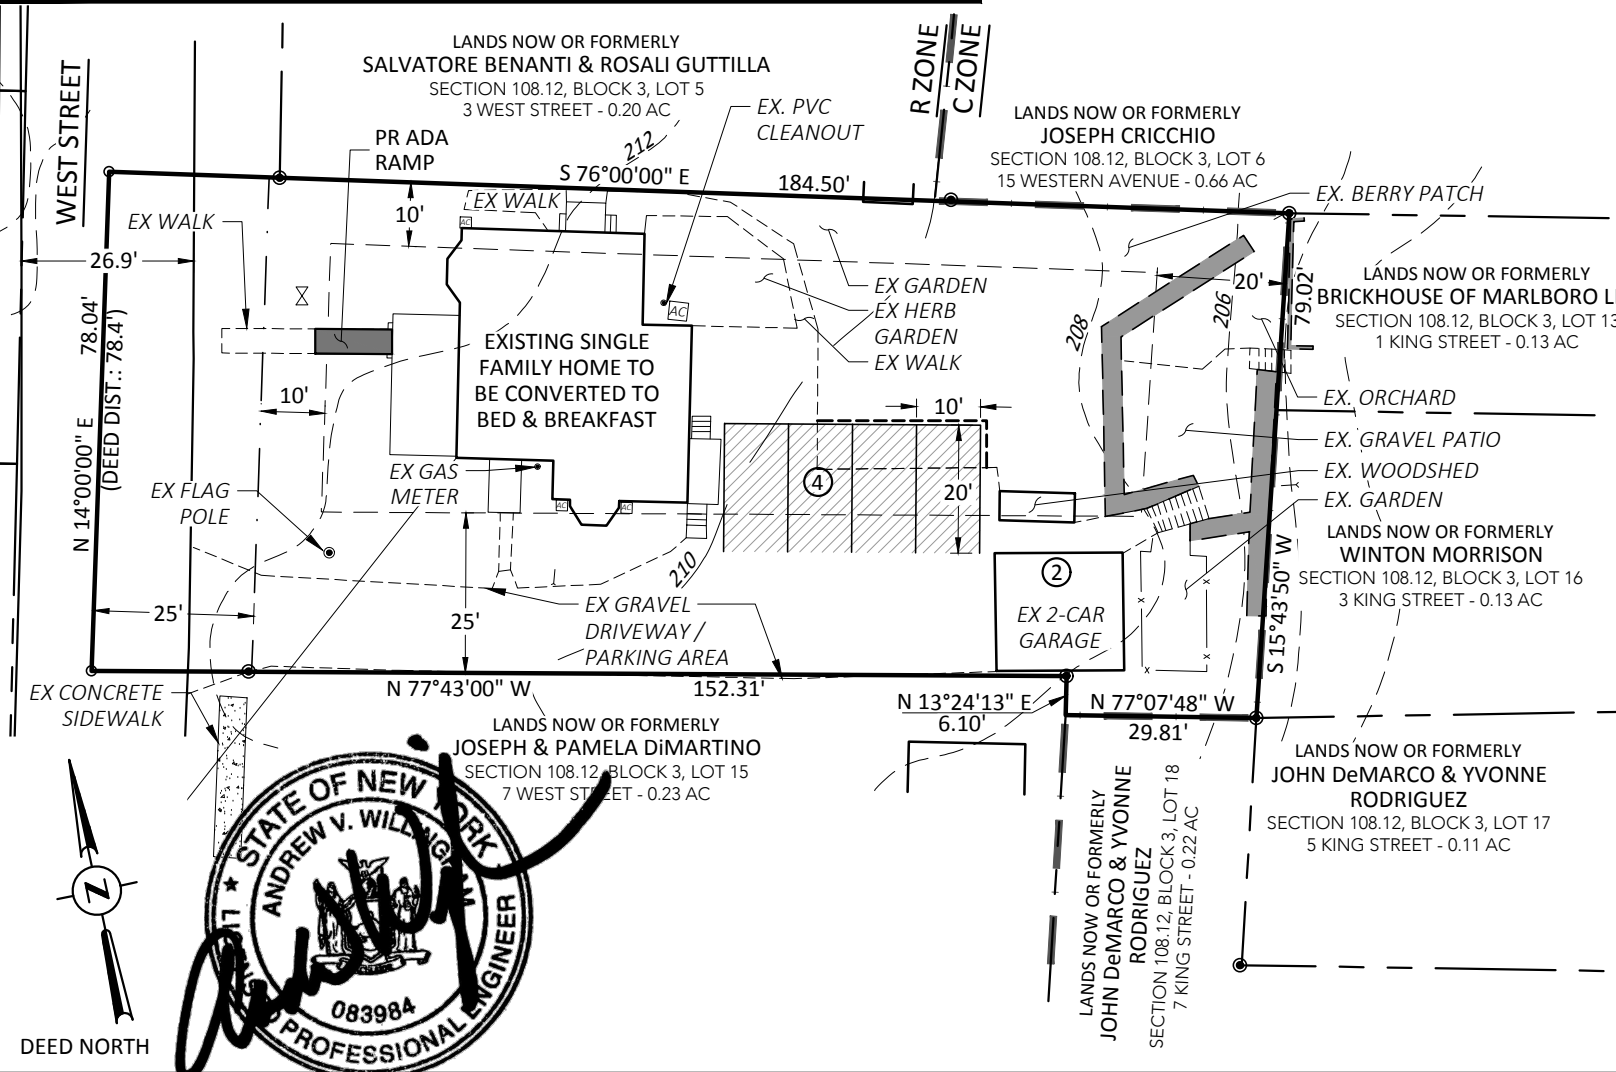 LANDS NOW OR FORMERLY
SALVATORE BENANTI & ROSALI GUTTILLA
SECTION 108.12, BLOCK 3, LOT 5
3 WEST STREET - 0.20 AC
WEST STREET
PR ADA
RAMP
212
EX. PVC
CLEANOUT
R ZONE
C ZONE
LANDS NOW OR FORMERLY
JOSEPH CRICCHIO
SECTION 108.12, BLOCK 3, LOT 6
15 WESTERN AVENUE - 0.66 AC
S 76°00'00" E
184.50'
EX. BERRY PATCH
EX WALK
10'
EX WALK
AC
26.9'
20'
79.02'
LANDS NOW OR FORMERLY
BRICKHOUSE OF MARLBORO L
SECTION 108.12, BLOCK 3, LOT 13
1 KING STREET - 0.13 AC
EX GARDEN
EX HERB
GARDEN
EX WALK
206
208
AC
78.04'
(DEED DIST.: 78.4')
N 14°00'00" E
EXISTING SINGLE
FAMILY HOME TO
BE CONVERTED TO
BED & BREAKFAST
10'
10'
EX. ORCHARD
EX. GRAVEL PATIO
EX. WOODSHED
EX. GARDEN
EX GAS
METER
EX FLAG
POLE
4
20'
AC
AC
LANDS NOW OR FORMERLY
WINTON MORRISON
SECTION 108.12, BLOCK 3, LOT 16
3 KING STREET - 0.13 AC
210
2
EX 2-CAR
GARAGE
25'
25'
EX GRAVEL
DRIVEWAY /
PARKING AREA
S 15°43'50" W
x
x
x
x
EX CONCRETE
SIDEWALK
N 77°43'00" W
152.31'
N 13°24'13" E
6.10'
N 77°07'48" W
29.81'
LANDS NOW OR FORMERLY
JOSEPH & PAMELA DiMARTINO
SECTION 108.12, BLOCK 3, LOT 15
7 WEST STREET - 0.23 AC
LANDS NOW OR FORMERLY
JOHN DeMARCO & YVONNE
RODRIGUEZ
SECTION 108.12, BLOCK 3, LOT 17
5 KING STREET - 0.11 AC
LANDS NOW OR FORMERLY
JOHN DeMARCO & YVONNE
RODRIGUEZ
SECTION 108.12, BLOCK 3, LOT 18
7 KING STREET - 0.22 AC
STATE OF NEW YORK
ANDREW V. WILLINGHAM
083984
LICENSED PROFESSIONAL ENGINEER
N
DEED NORTH